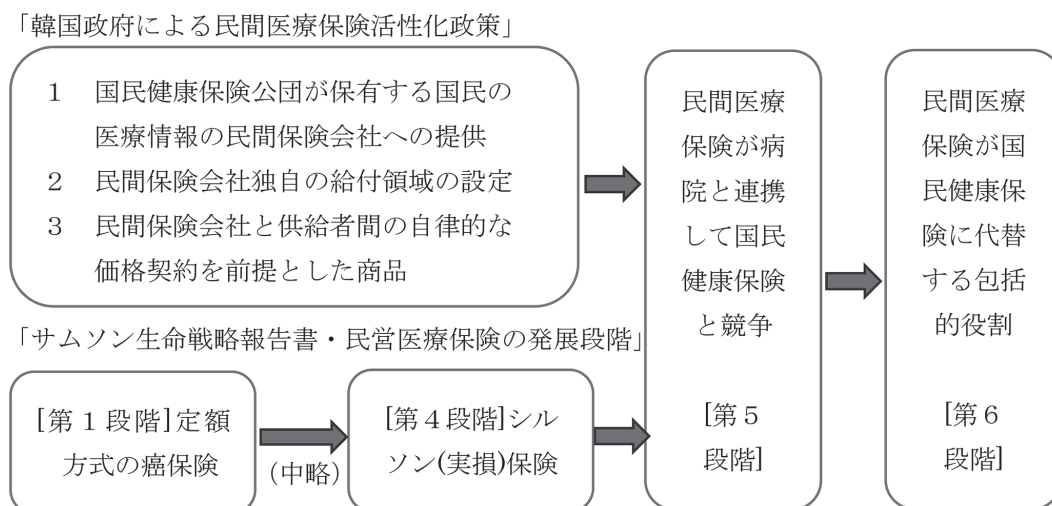 「韓国政府による民間医療保険活性化政策」
1 国民健康保険公団が保有する国民の
医療情報の民間保険会社への提供
2 民間保険会社独自の給付領域の設定
3 民間保険会社と供給者間の自律的な
価格契約を前提とした商品
「サムソン生命戦略報告書・民営医療保険の発展段階」
[第1段階]定額
方式の癌保険
(中略)
[第4段階]シル
ソン(実損)保険
民間医療
保険が病
院と連携
して国民
健康保険
と競争
[第5
段階]
民間医療
保険が国
民健康保
険に代替
する包括
的役割
[第6
段階]